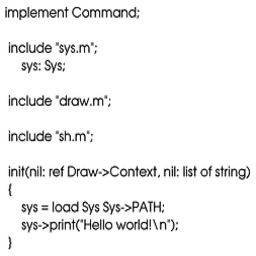 implement Command;
include "sys.m";
sys: Sys;
include "draw.m";
include "sh.m";
init(nil: ref Draw->Context, nil: list of string)
{
sys = load Sys Sys->PATH;
sys->print("Hello world!\n");
}